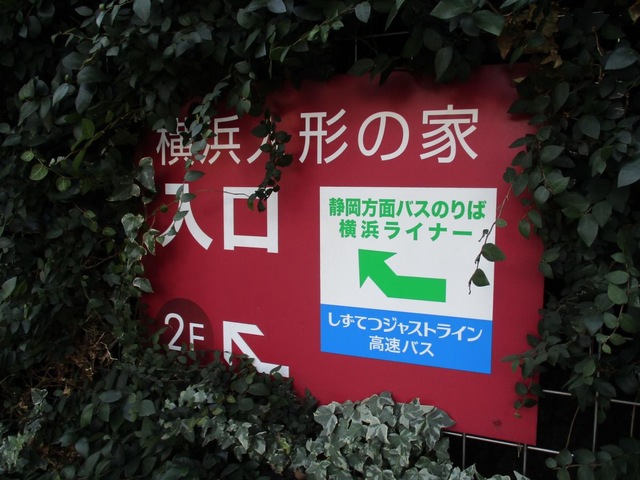 横浜人形の家
入口
静岡方面バスのりば
横浜ライナー
しずてつジャストライン
高速バス
2F